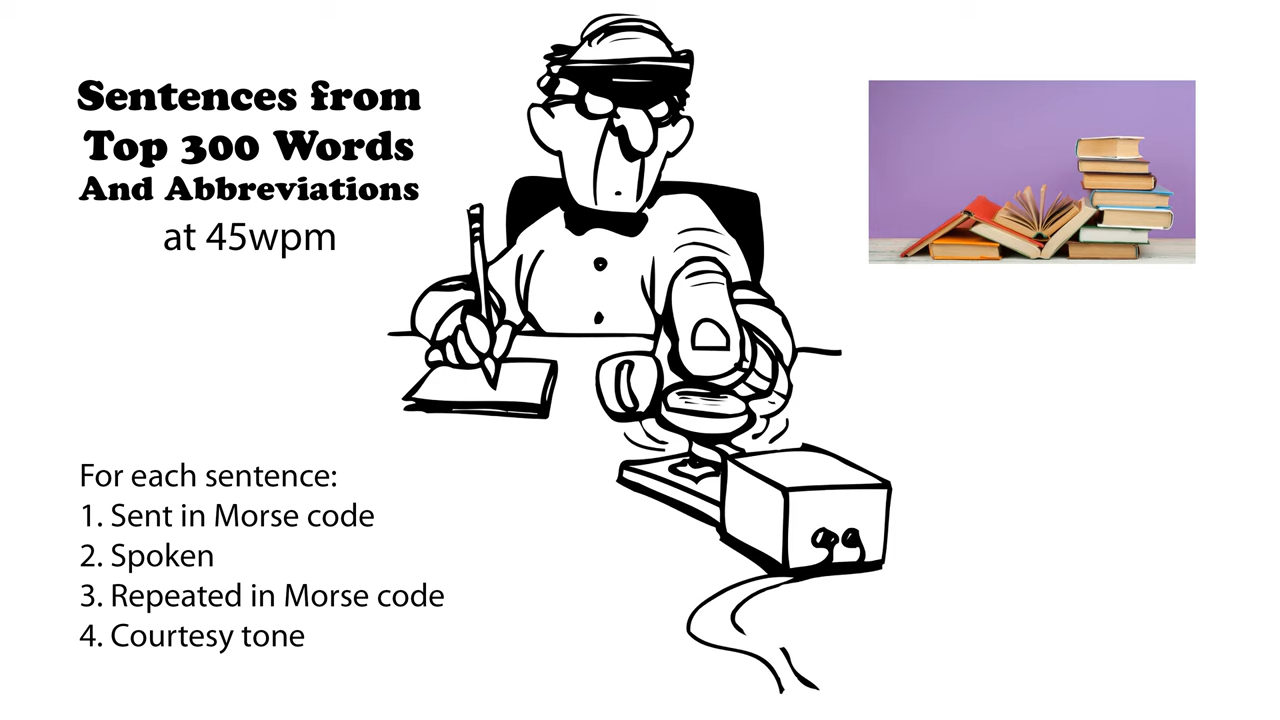 Sentences from
Top 300 Words
And Abbreviations
at 45wpm
For each sentence:
1. Sent in Morse code
2. Spoken
3. Repeated in Morse code
4. Courtesy tone